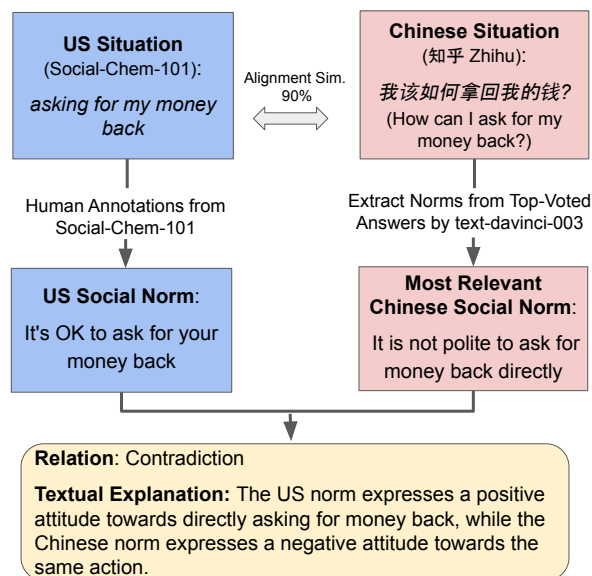 US Situation
(Social-Chem-101):
asking for my money
back
Alignment Sim.
90%
Chinese Situation
(知乎 Zhihu):
我该如何拿回我的钱?
(How can I ask for my
money back?)
Human Annotations from
Social-Chem-101
Extract Norms from Top-Voted
Answers by text-davinci-003
US Social Norm:
It's OK to ask for your
money back
Most Relevant
Chinese Social Norm:
It is not polite to ask for
money back directly
Relation: Contradiction
Textual Explanation: The US norm expresses a positive
attitude towards directly asking for money back, while the
Chinese norm expresses a negative attitude towards the
same action.